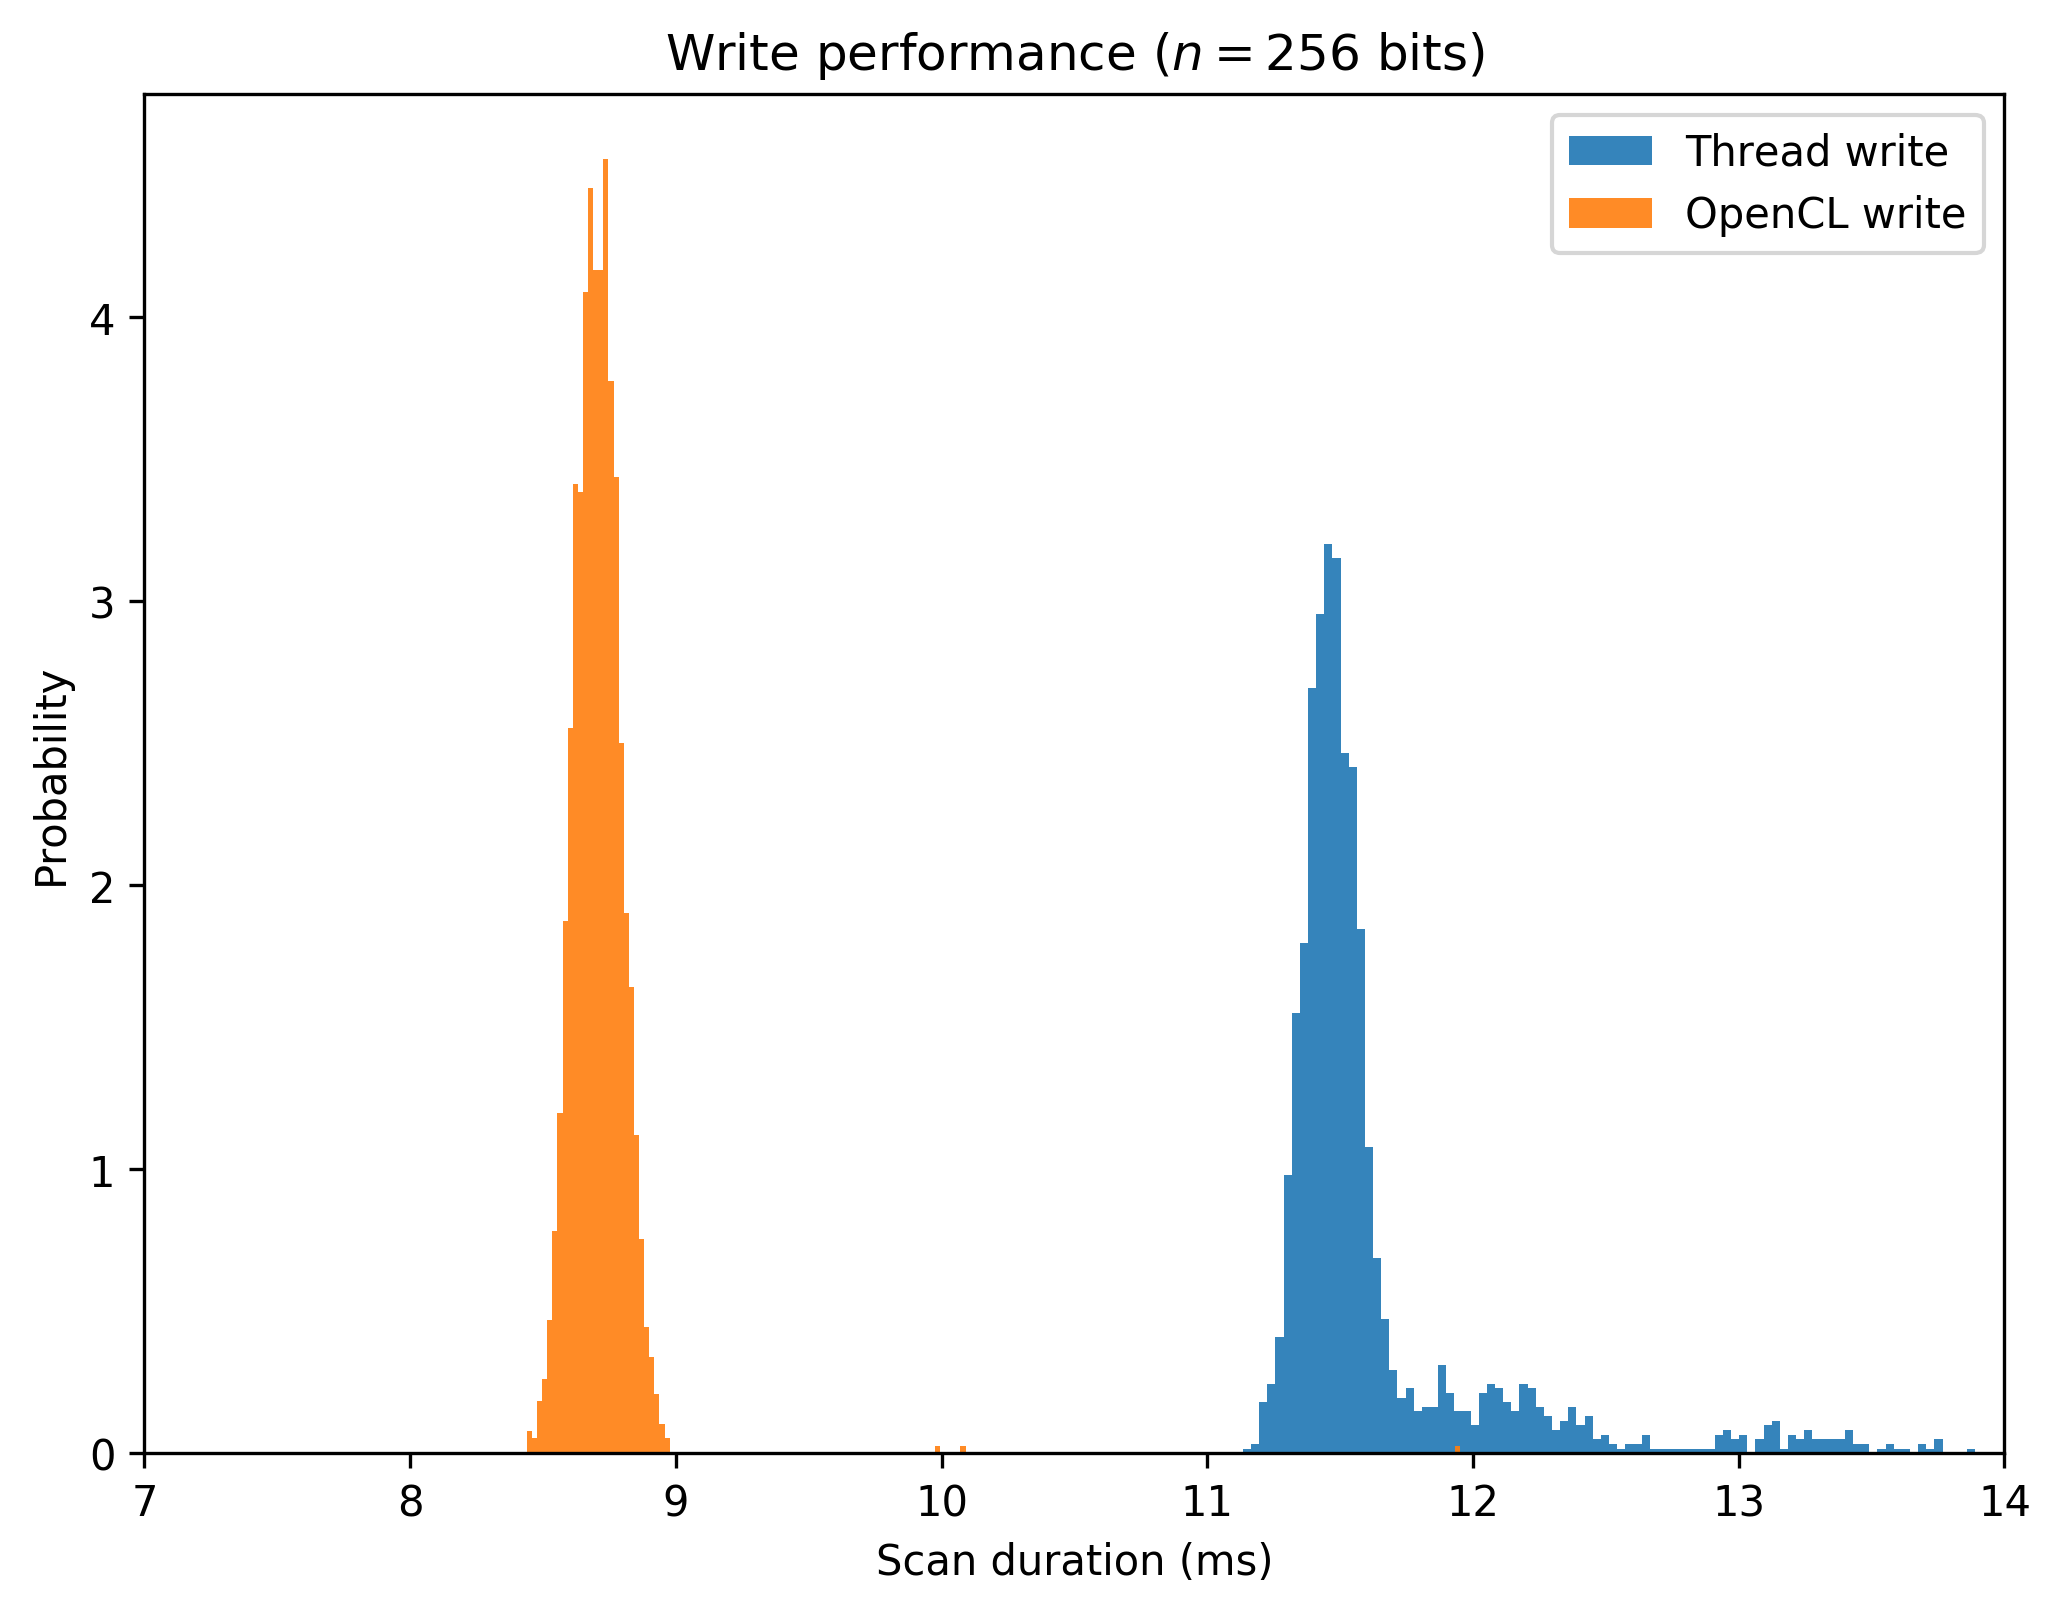 Write performance (n = 256 bits)
Thread write
OpenCL write
Probability
4
3
2
1
0
7 8 9 10 11 12 13 14
Scan duration (ms)